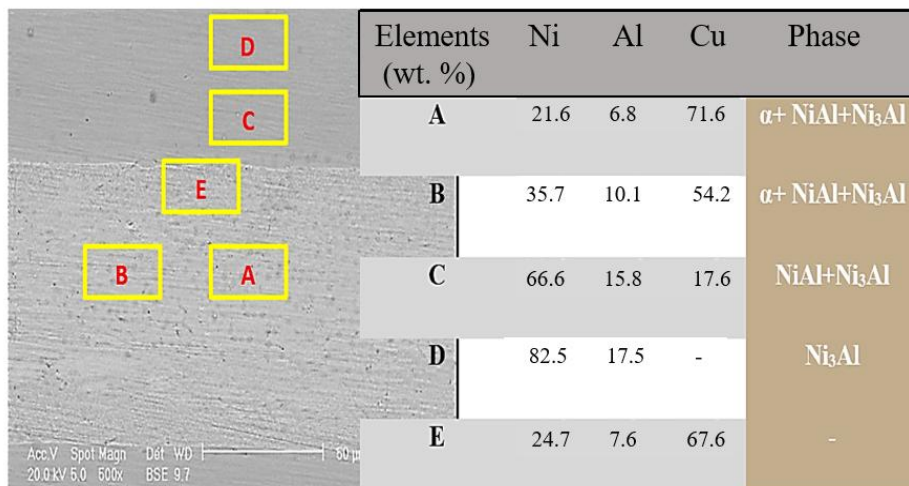 D
C
E
B
A
Acc.V Spot Magn Det WD
20.0 kV 5.0 500x BSE 9.7
Elements Ni Al Cu Phase
(wt. %)
A 21.6 6.8 71.6 α+ NiAl+Ni₃Al
B 35.7 10.1 54.2 α+ NiAl+Ni₃Al
C 66.6 15.8 17.6 NiAl+Ni₃Al
D 82.5 17.5 - Ni₃Al
E 24.7 7.6 67.6 -